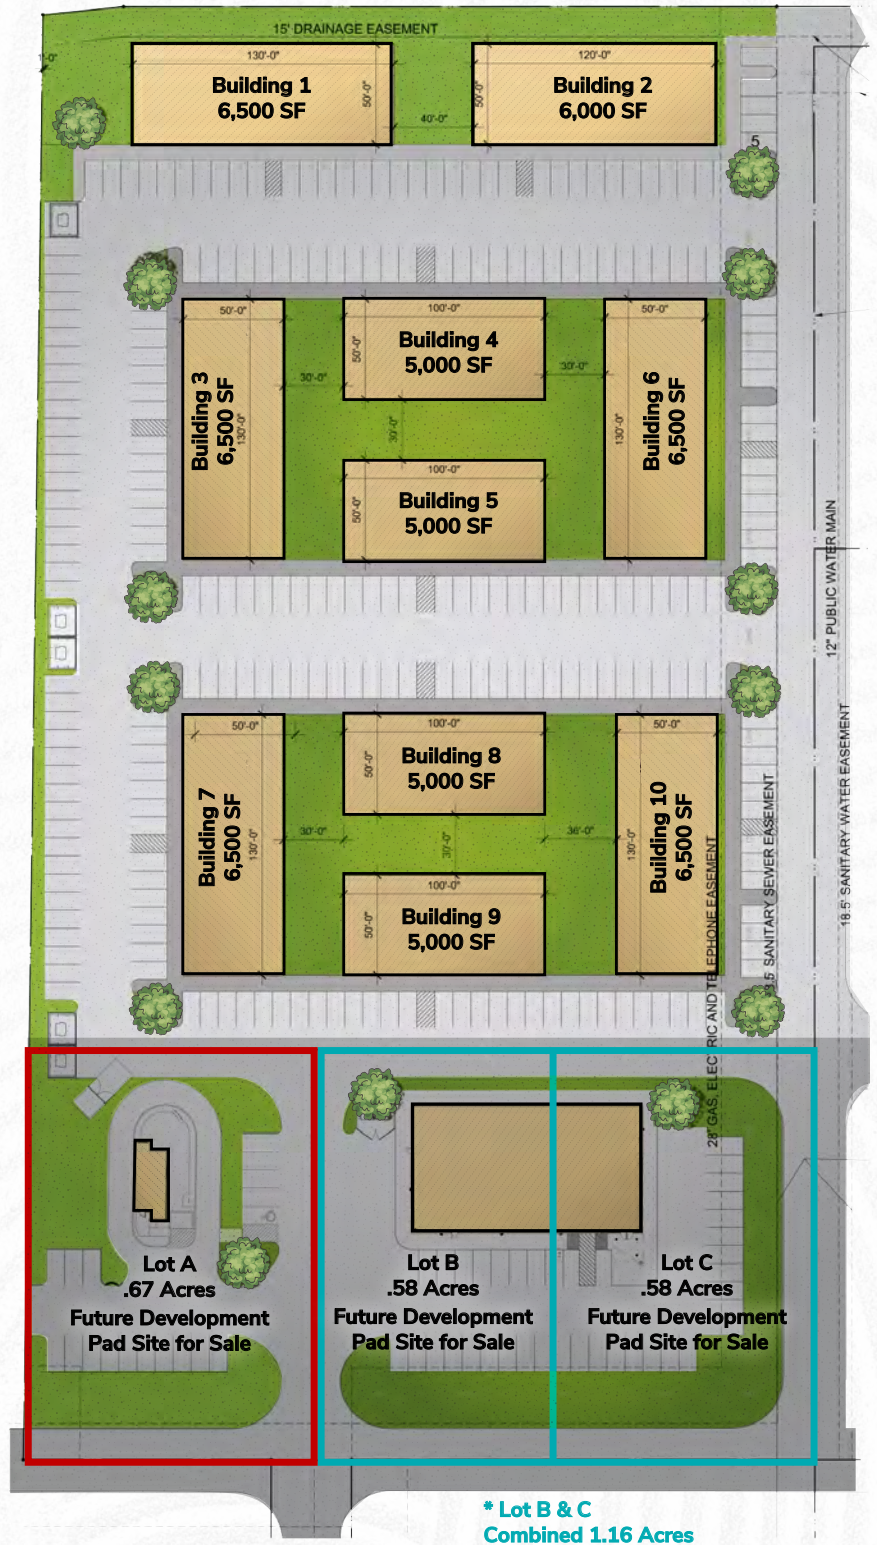 15' DRAINAGE EASEMENT
130'-0"
Building 1
6,500 SF
50'-0"
40'-0"
120'-0"
Building 2
6,000 SF
50'-0"
5
50'-0"
Building 3
6,500 SF
130'-0"
30'-0"
100'-0"
Building 4
5,000 SF
50'-0"
30'-0"
30'-0"
100'-0"
Building 5
5,000 SF
50'-0"
50'-0"
Building 6
6,500 SF
130'-0"
12" PUBLIC WATER MAIN
50'-0"
Building 7
6,500 SF
130'-0"
30'-0"
100'-0"
Building 8
5,000 SF
50'-0"
30'-0"
36'-0"
100'-0"
Building 9
5,000 SF
50'-0"
50'-0"
Building 10
6,500 SF
130'-0"
28' GAS, ELECTRIC AND TELEPHONE EASEMENT
SANITARY SEWER EASEMENT
18.5' SANITARY WATER EASEMENT
Lot A
.67 Acres
Future Development
Pad Site for Sale
Lot B
.58 Acres
Future Development
Pad Site for Sale
Lot C
.58 Acres
Future Development
Pad Site for Sale
* Lot B & C
Combined 1.16 Acres